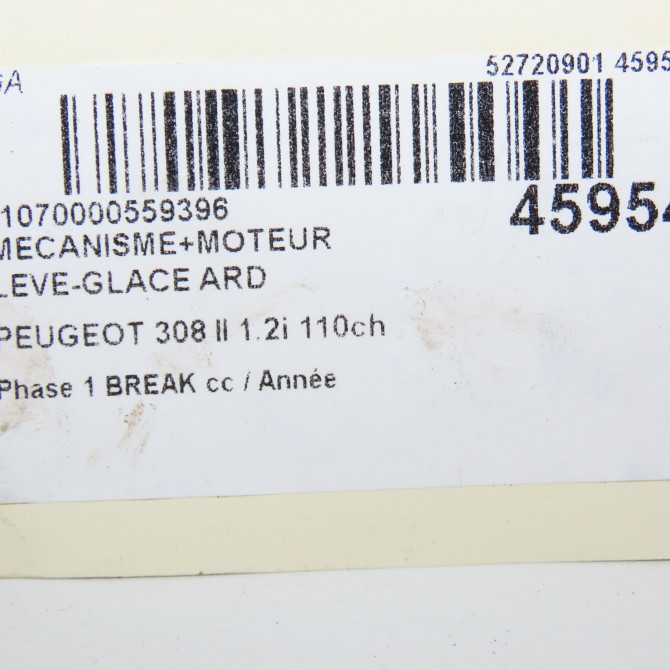 52720901 4595
1070000559396
45954
MECANISME+MOTEUR
LEVE-GLACE ARD
PEUGEOT 308 II 1.2i 110ch
Phase 1 BREAK cc / Année